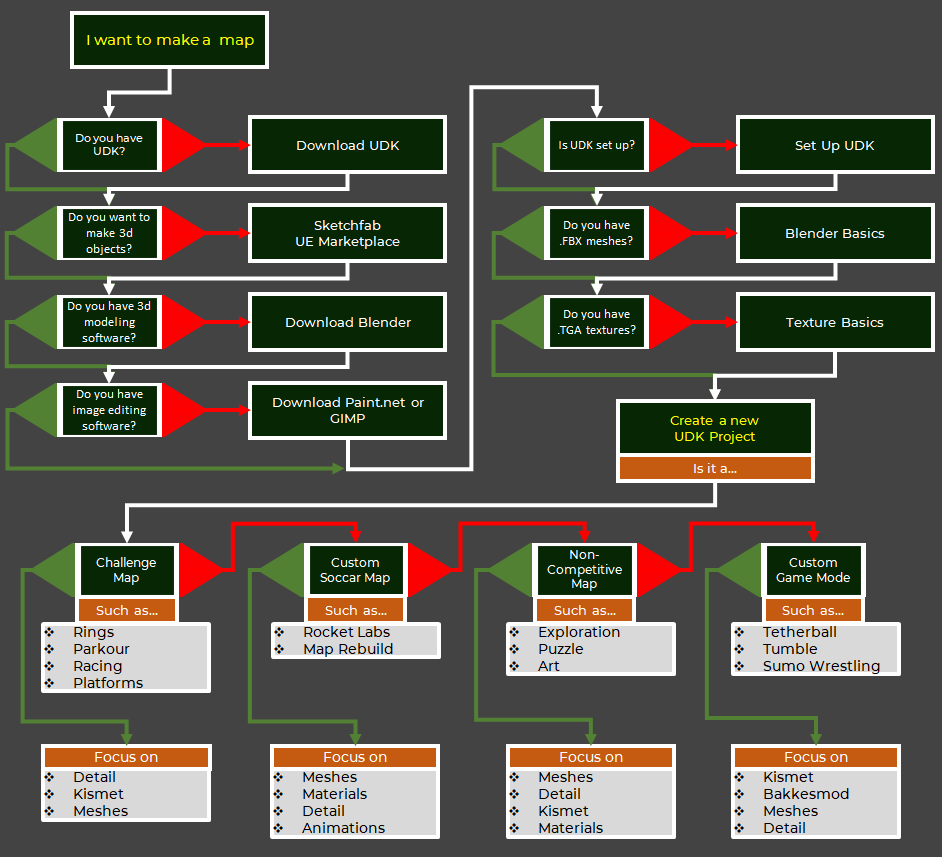 I want to make a map
Do you have
UDK?
Download UDK
Do you want to
make 3d
objects?
Sketchfab
UE Marketplace
Do you have 3d
modeling
software?
Download Blender
Do you have
image editing
software?
Download Paint.net or
GIMP
Is UDK set up?
Set Up UDK
Do you have
.FBX meshes?
Blender Basics
Do you have
.TGA textures?
Texture Basics
Create a new
UDK Project
Is it a...
Challenge
Map
Such as...
Rings
Parkour
Racing
Platforms
Focus on
Detail
Kismet
Meshes
Custom
Soccar Map
Such as...
Rocket Labs
Map Rebuild
Focus on
Meshes
Materials
Detail
Animations
Non-
Competitive
Map
Such as...
Exploration
Puzzle
Art
Focus on
Meshes
Detail
Kismet
Materials
Custom
Game Mode
Such as...
Tetherball
Tumble
Sumo Wrestling
Focus on
Kismet
Bakkesmod
Meshes
Detail